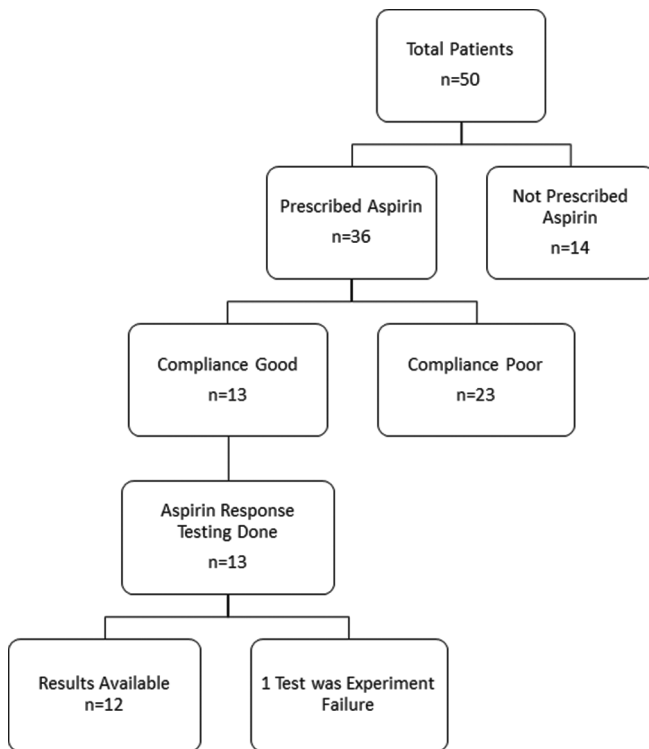 Total Patients
n=50
Prescribed Aspirin
n=36
Not Prescribed
Aspirin
n=14
Compliance Good
n=13
Compliance Poor
n=23
Aspirin Response
Testing Done
n=13
Results Available
n=12
1 Test was Experiment
Failure